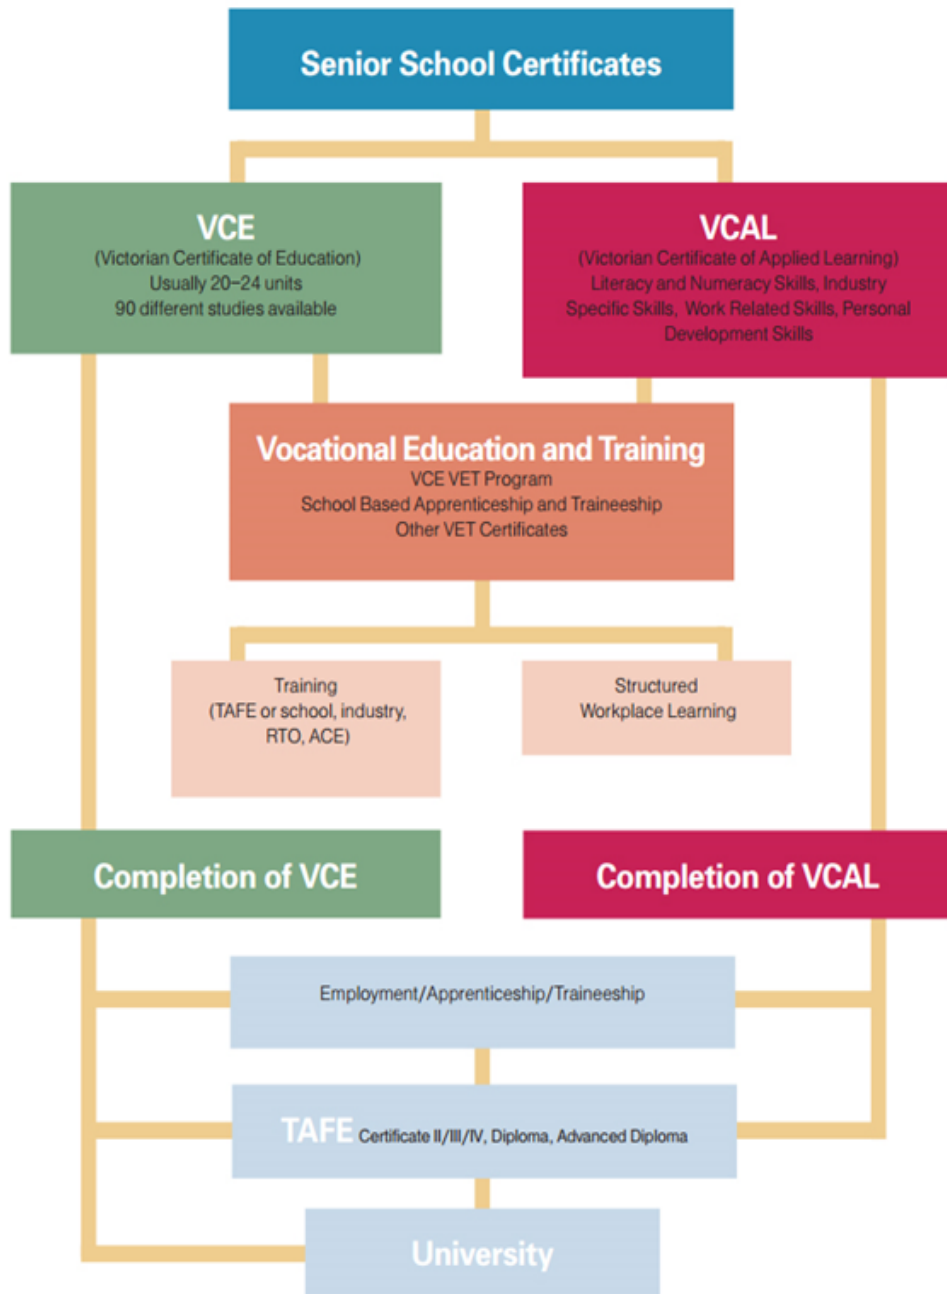 Senior School Certificates
VCE
(Victorian Certificate of Education)
Usually 20–24 units
90 different studies available
VCAL
(Victorian Certificate of Applied Learning)
Literacy and Numeracy Skills, Industry
Specific Skills, Work Related Skills, Personal
Development Skills
Vocational Education and Training
VCE VET Program
School Based Apprenticeship and Traineeship
Other VET Certificates
Training
(TAFE or school, industry,
RTO, ACE)
Structured
Workplace Learning
Completion of VCE
Completion of VCAL
Employment/Apprenticeship/Traineeship
TAFE Certificate II/III/IV, Diploma, Advanced Diploma
University